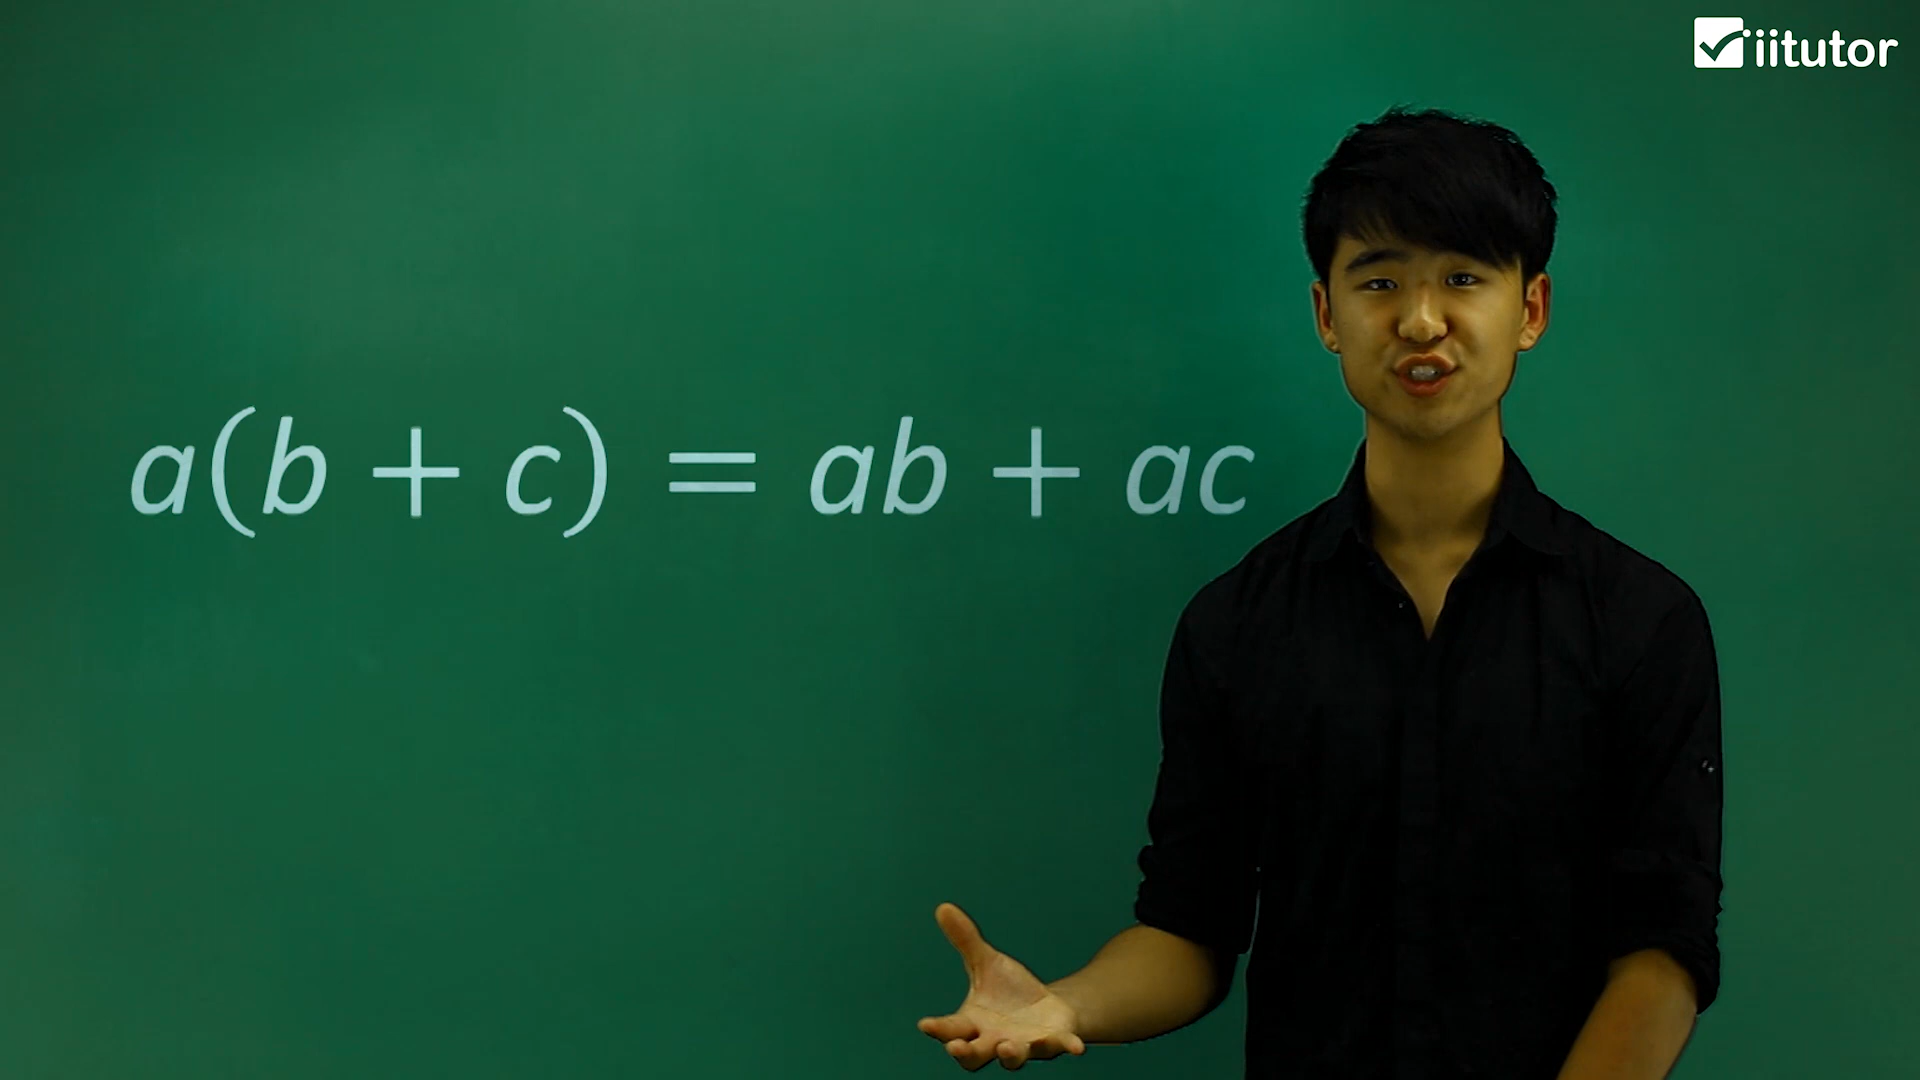 iitutor
a(b + c) = ab + ac